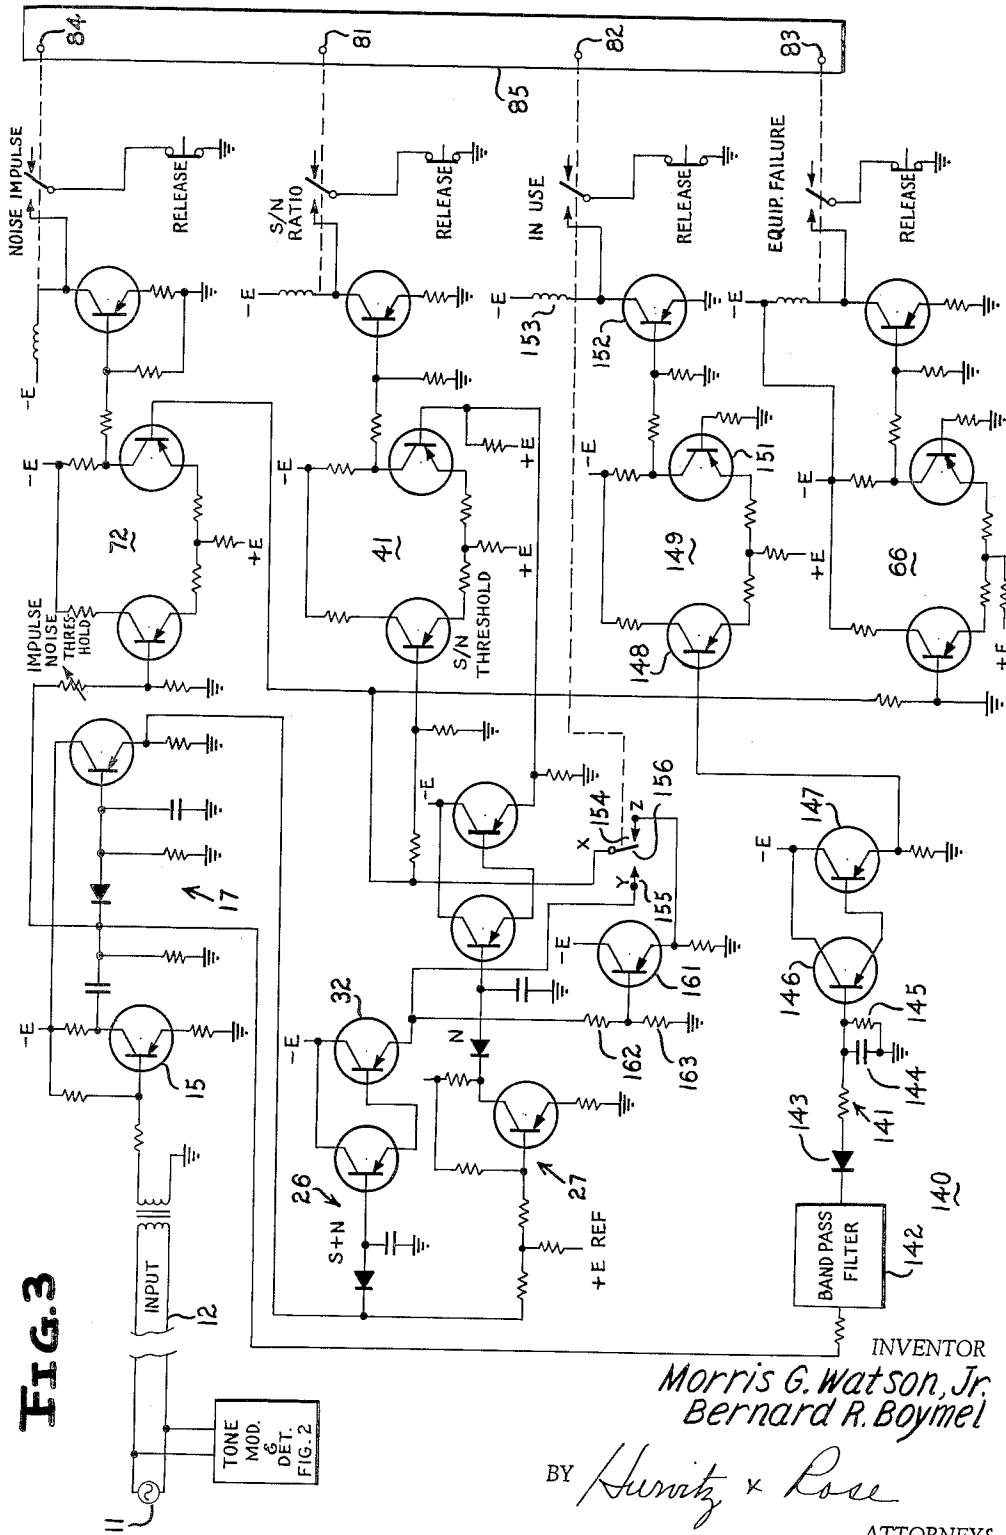 FIG. 3
11
TONE
MOD.
&
DET.
FIG. 2
INPUT
12
-E
15
17
IMPULSE
NOISE
THRES-
HOLD
72
-E
+E
-E
NOISE IMPULSE
RELEASE
84
S+N
26
-E
32
27
+E REF
N
-E
S/N
THRESHOLD
41
-E
+E
+E
-E
S/N
RATIO
RELEASE
81
85
162
163
-E
161
X
Y
Z
154
155
156
148
149
-E
+E
151
152
153
-E
IN USE
RELEASE
82
140
BAND PASS
FILTER
142
143
141
144
145
146
147
-E
66
-E
+E
-E
EQUIP. FAILURE
RELEASE
83
INVENTOR
Morris G. Watson, Jr.
Bernard R. Boymel
BY Hurvitz & Rose
ATTORNEYS